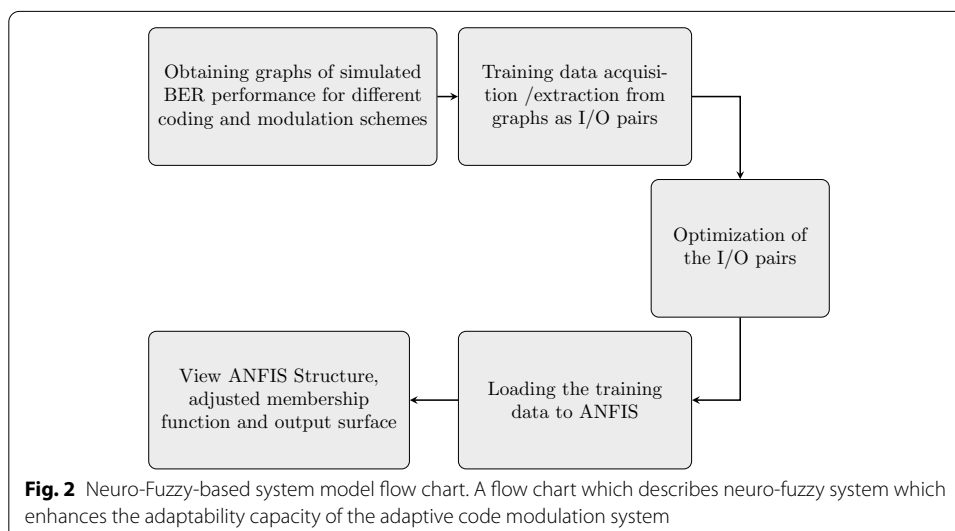 Obtaining graphs of simulated
BER performance for different
coding and modulation schemes
Training data acquisi-
tion /extraction from
graphs as I/O pairs
Optimization of
the I/O pairs
Loading the training
data to ANFIS
View ANFIS Structure,
adjusted membership
function and output surface
Fig. 2 Neuro-Fuzzy-based system model flow chart. A flow chart which describes neuro-fuzzy system which
enhances the adaptability capacity of the adaptive code modulation system